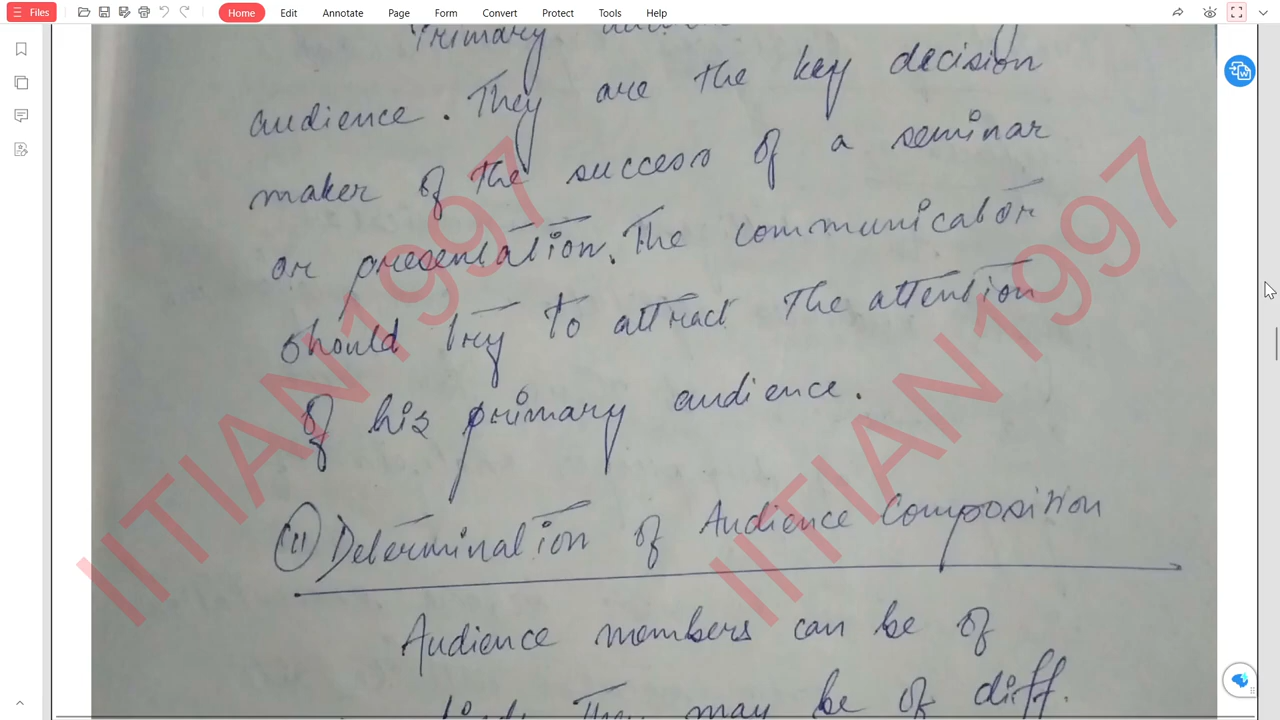 Files
Home Edit Annotate Page Form Convert Protect Tools Help
Primary
audience. They are the key decision
maker of the success of a seminar
or presentation. The communicator
should try to attract the attention
of his primary audience.
(ii) Determination of Audience Composition
Audience members can be of
They may be of diff.
IITIAN1997
IITIAN1997